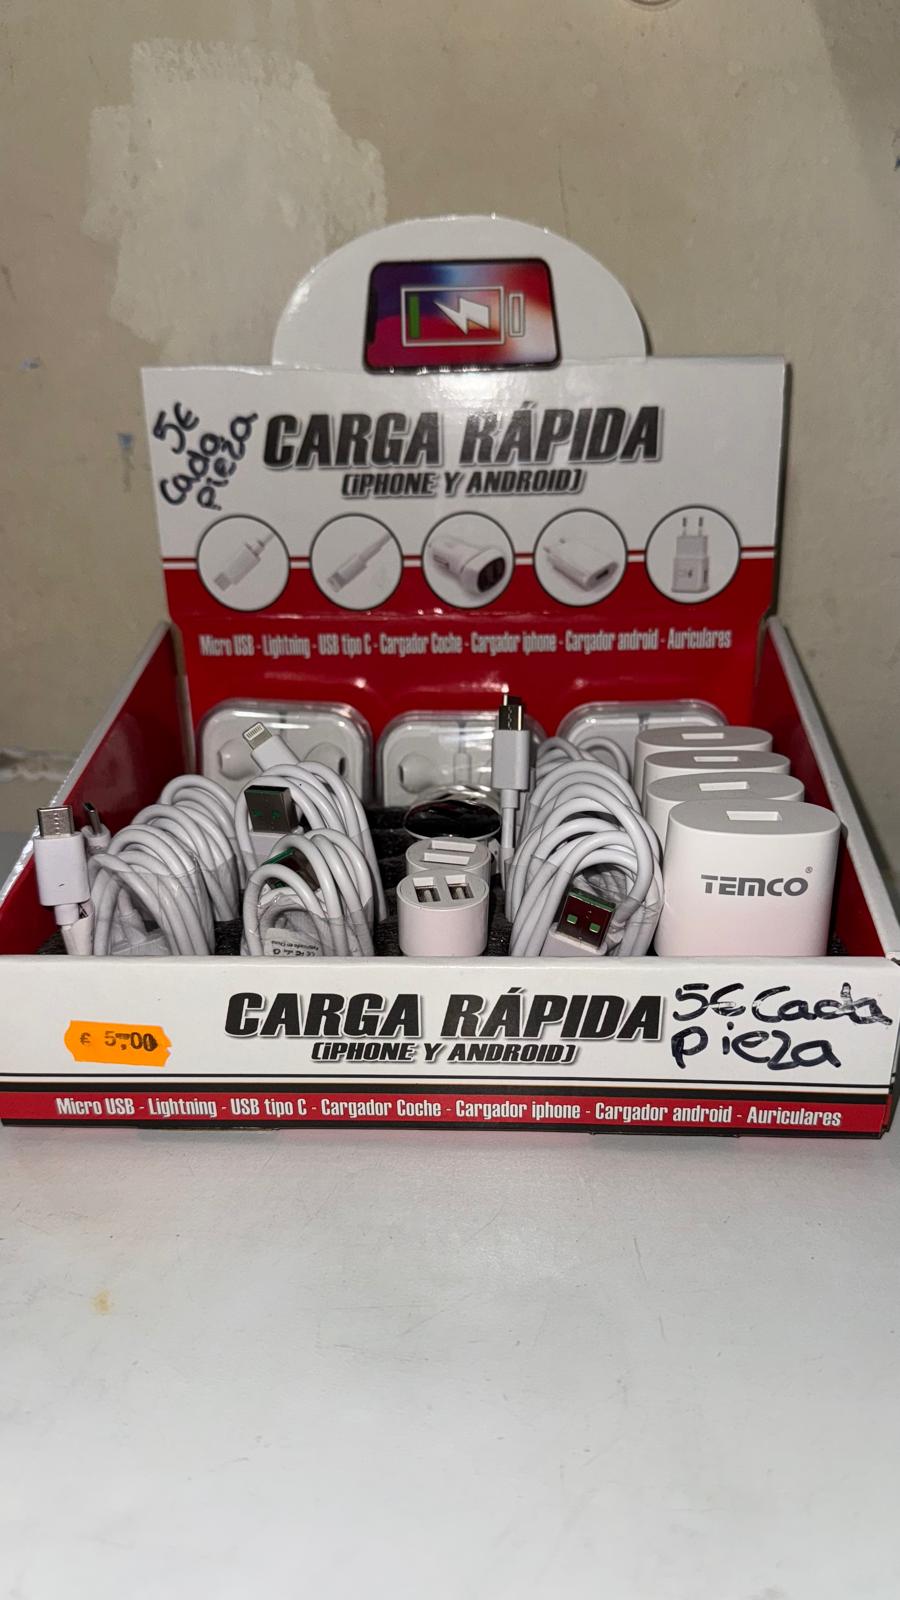 5€
Cada
pieza
CARGA RÁPIDA
(iPHONE Y ANDROID)
Micro USB - Lightning - USB tipo C - Cargador Coche - Cargador iphone - Cargador android - Auriculares
TEMCO®
CARGA RÁPIDA
(iPHONE Y ANDROID)
5€ Cada
pieza
€ 5,00
Micro USB - Lightning - USB tipo C - Cargador Coche - Cargador iphone - Cargador android - Auriculares